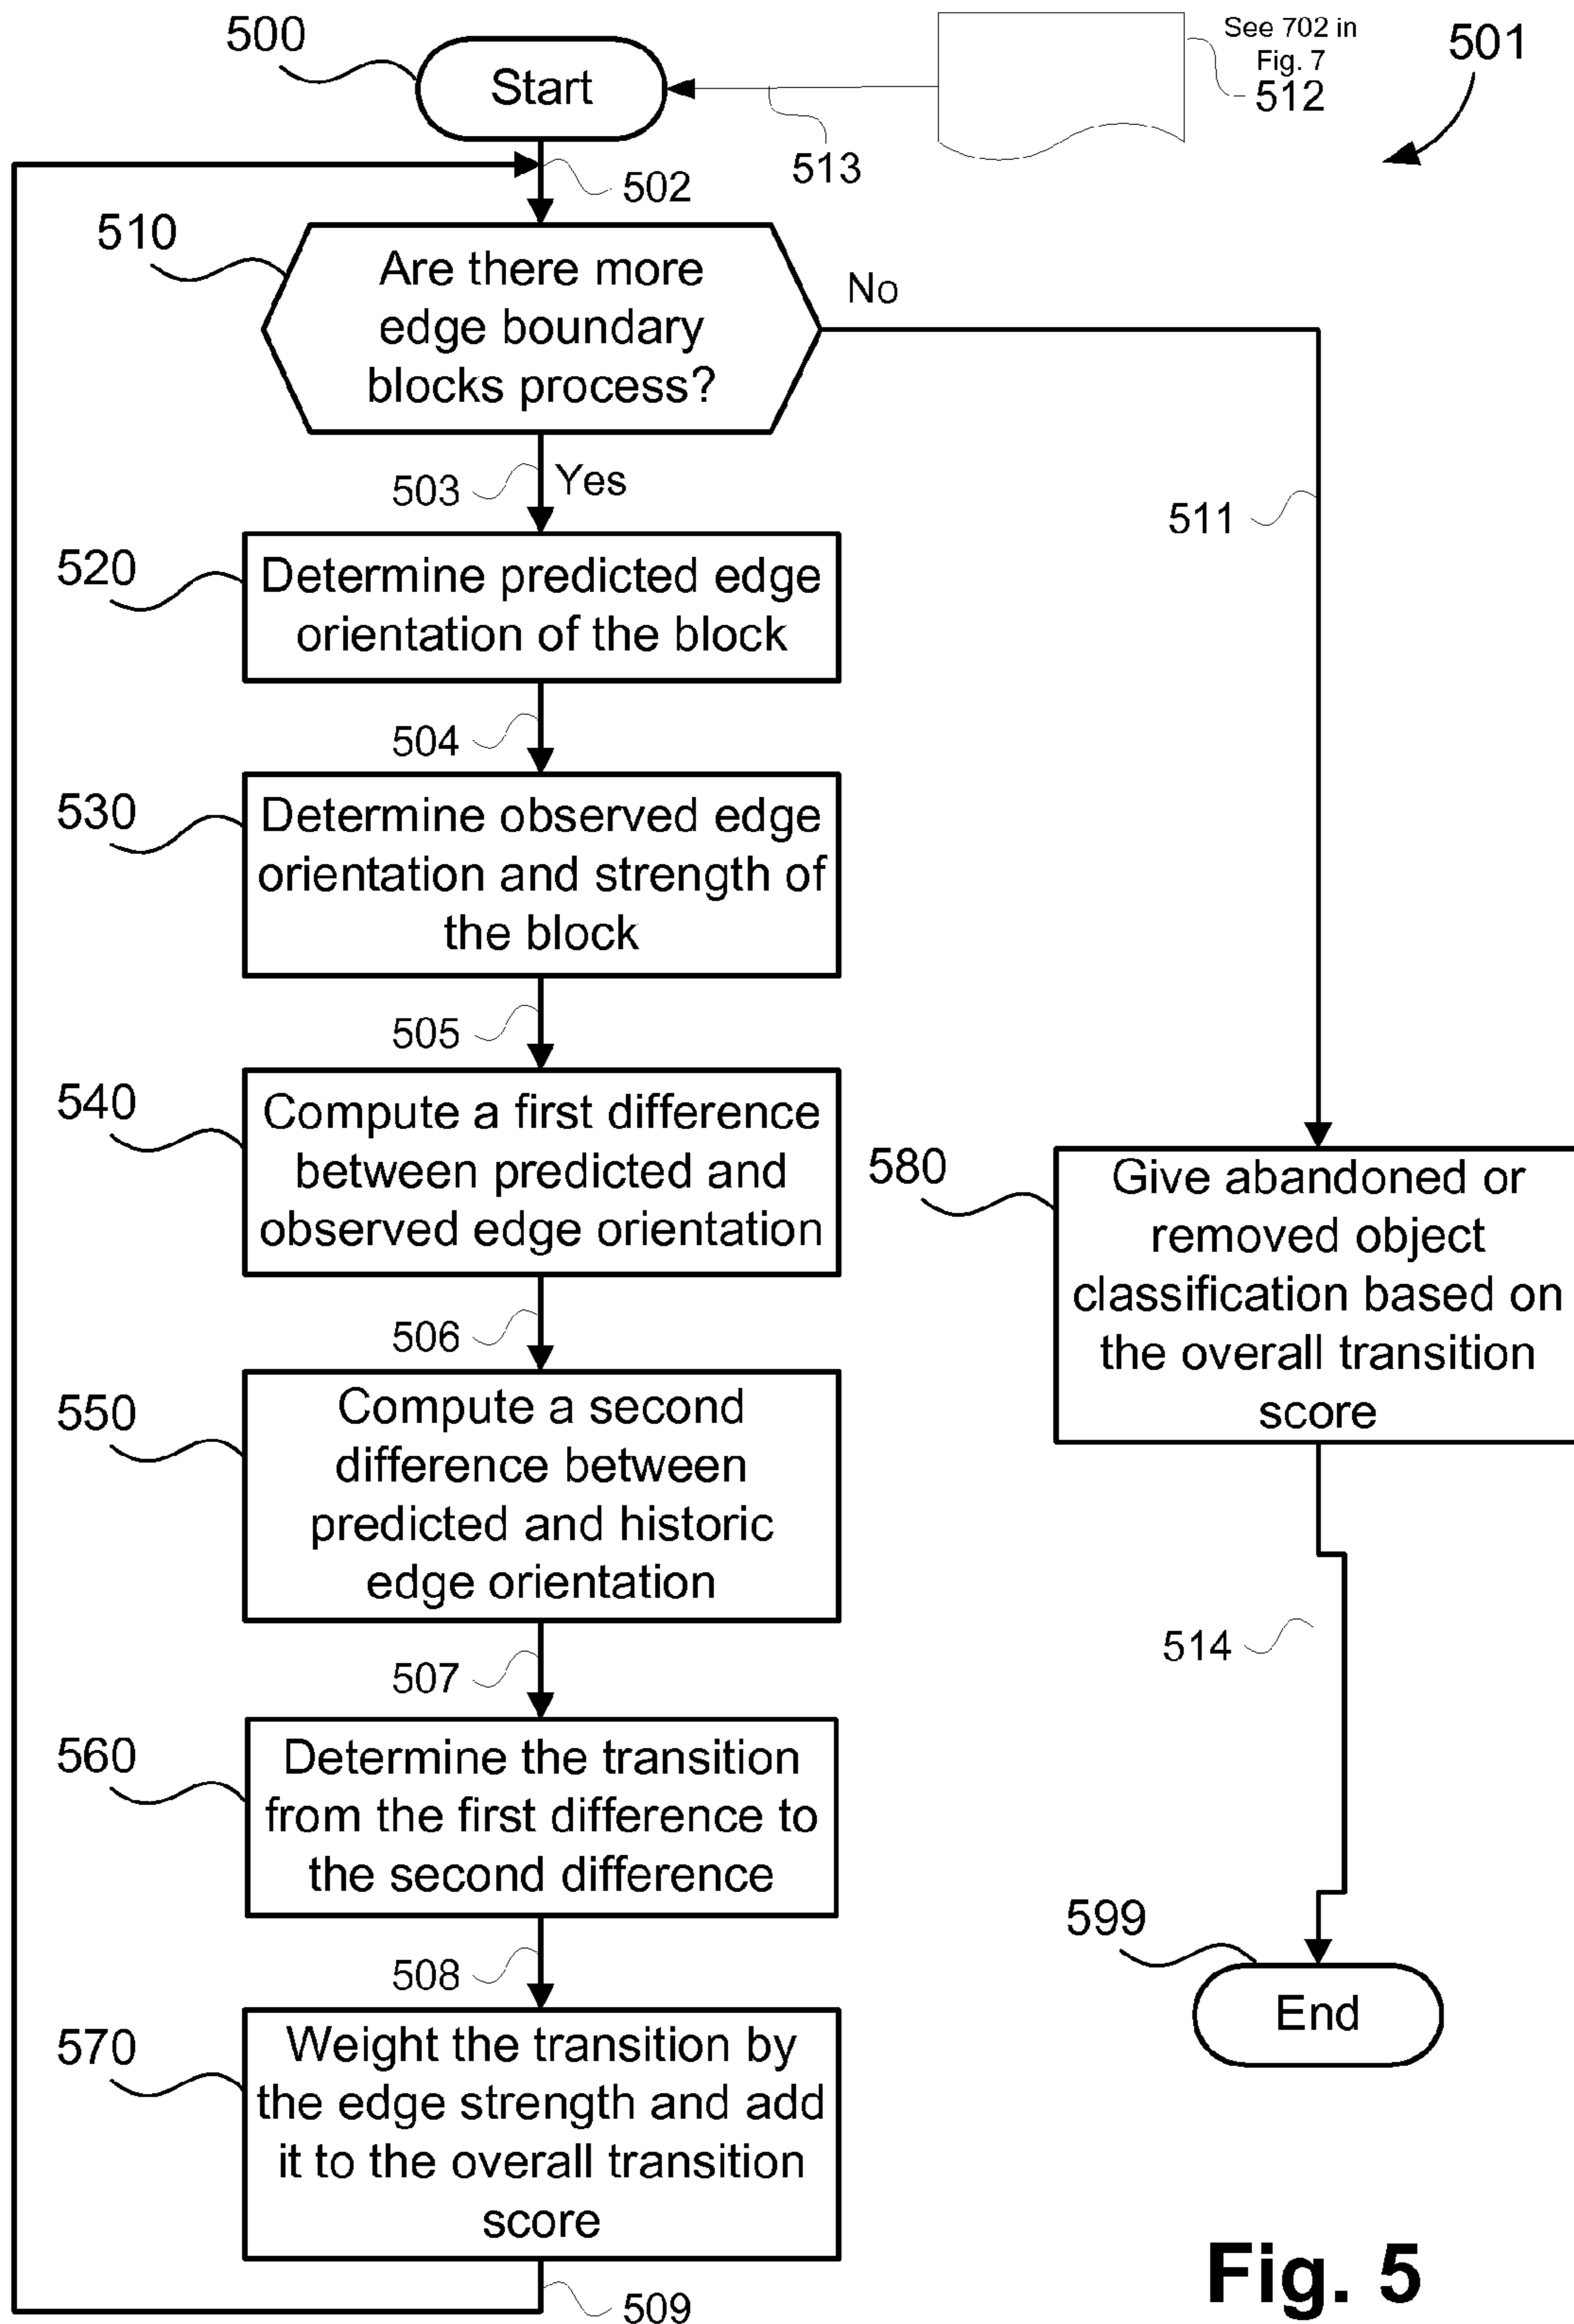 500
Start
See 702 in
Fig. 7
512
501
513
502
510
Are there more
edge boundary
blocks process?
No
503
Yes
511
520
Determine predicted edge
orientation of the block
504
530
Determine observed edge
orientation and strength of
the block
505
540
Compute a first difference
between predicted and
observed edge orientation
580
Give abandoned or
removed object
classification based on
the overall transition
score
506
550
Compute a second
difference between
predicted and historic
edge orientation
507
514
560
Determine the transition
from the first difference to
the second difference
508
599
End
570
Weight the transition by
the edge strength and add
it to the overall transition
score
509
Fig. 5